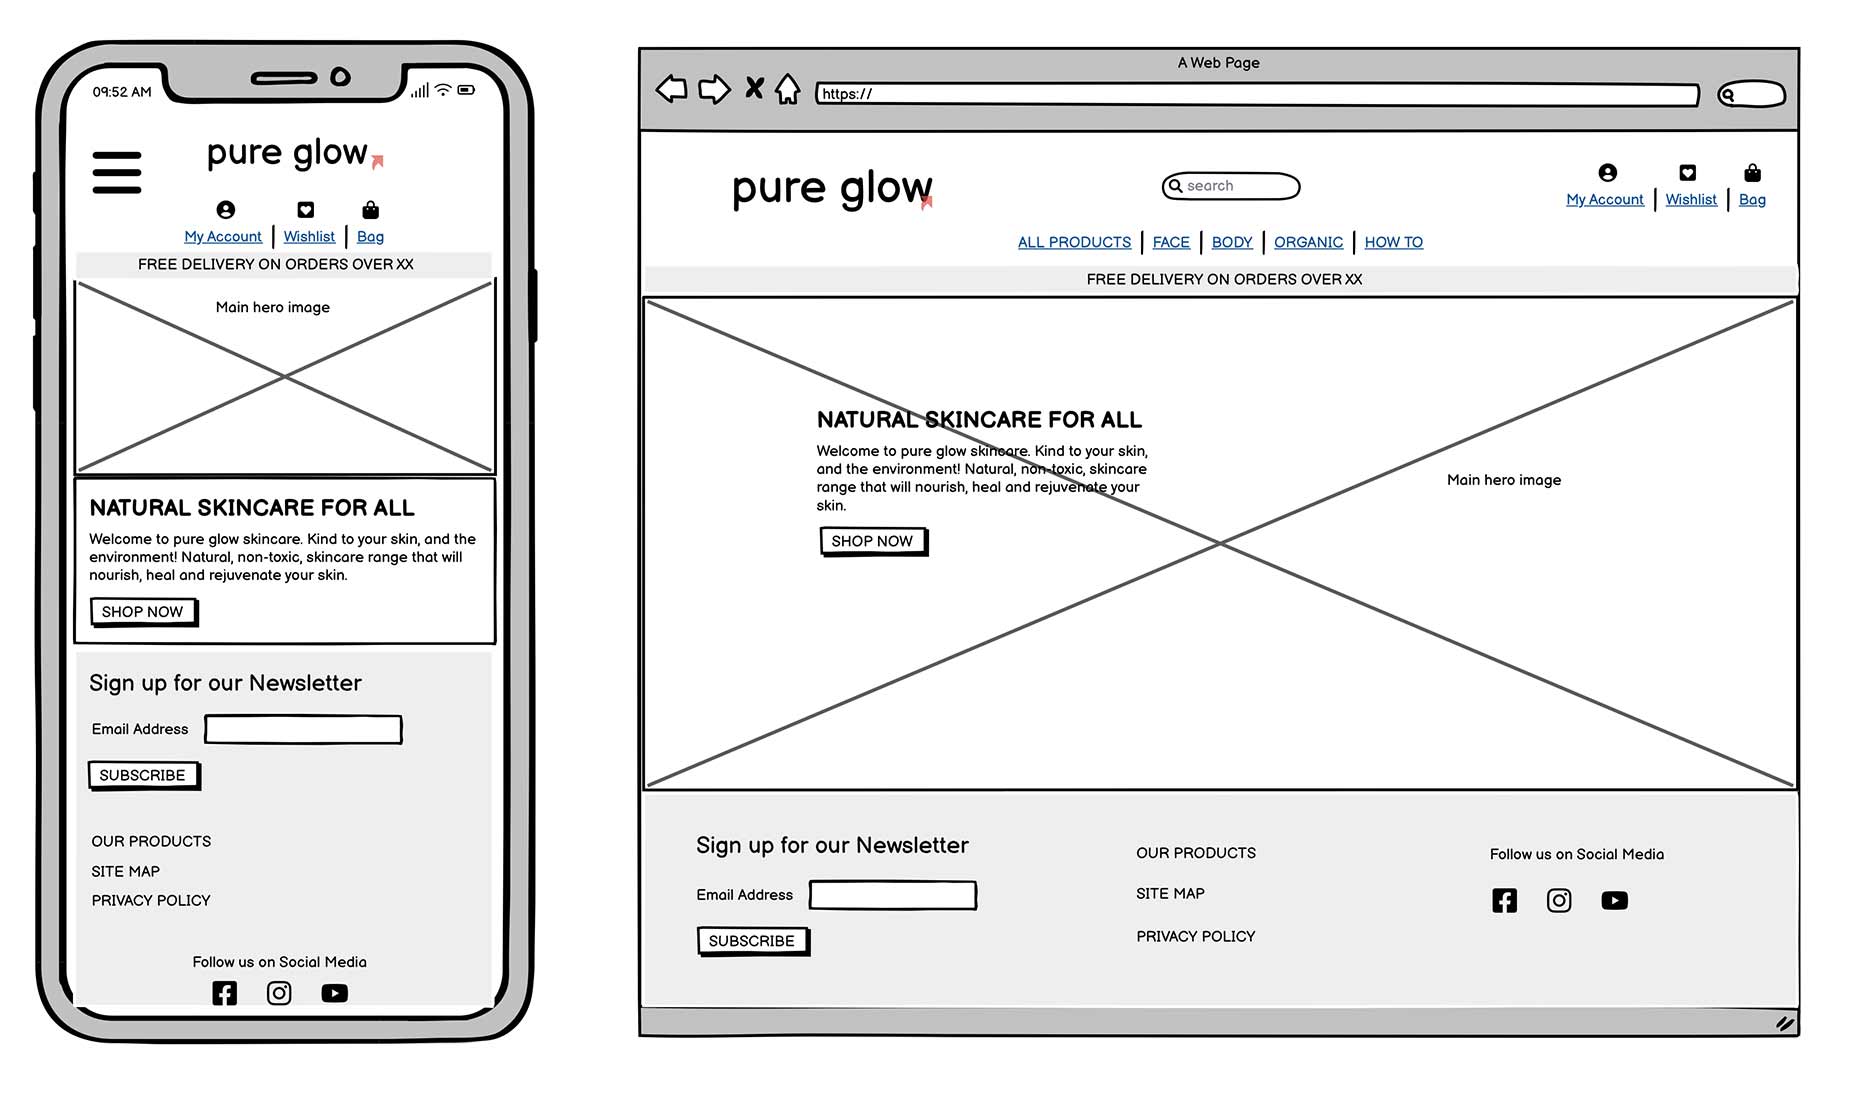 09:52 AM
pure glow
My Account | Wishlist | Bag
FREE DELIVERY ON ORDERS OVER XX
Main hero image
NATURAL SKINCARE FOR ALL
Welcome to pure glow skincare. Kind to your skin, and the
environment! Natural, non-toxic, skincare range that will
nourish, heal and rejuvenate your skin.
SHOP NOW
Sign up for our Newsletter
Email Address
SUBSCRIBE
OUR PRODUCTS
SITE MAP
PRIVACY POLICY
Follow us on Social Media
A Web Page
https://
pure glow
search
My Account | Wishlist | Bag
ALL PRODUCTS | FACE | BODY | ORGANIC | HOW TO
FREE DELIVERY ON ORDERS OVER XX
NATURAL SKINCARE FOR ALL
Welcome to pure glow skincare. Kind to your skin,
and the environment! Natural, non-toxic, skincare
range that will nourish, heal and rejuvenate your
skin.
SHOP NOW
Main hero image
Sign up for our Newsletter
Email Address
SUBSCRIBE
OUR PRODUCTS
SITE MAP
PRIVACY POLICY
Follow us on Social Media